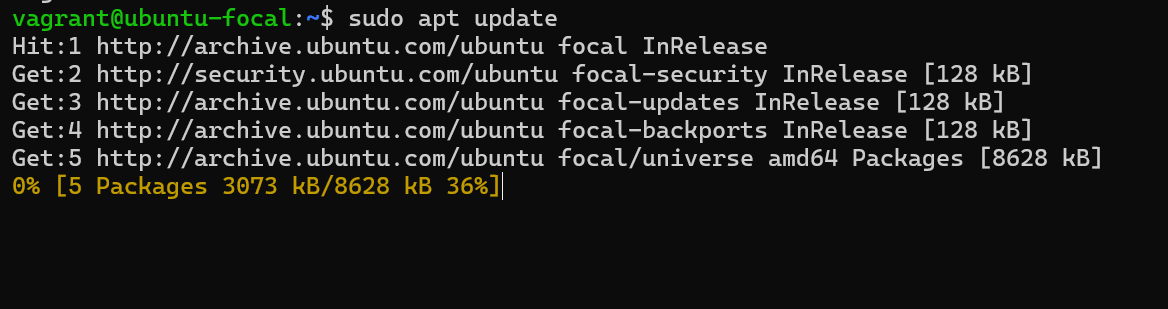 vagrant@ubuntu-focal:~$ sudo apt update
Hit:1 http://archive.ubuntu.com/ubuntu focal InRelease
Get:2 http://security.ubuntu.com/ubuntu focal-security InRelease [128 kB]
Get:3 http://archive.ubuntu.com/ubuntu focal-updates InRelease [128 kB]
Get:4 http://archive.ubuntu.com/ubuntu focal-backports InRelease [128 kB]
Get:5 http://archive.ubuntu.com/ubuntu focal/universe amd64 Packages [8628 kB]
0% [5 Packages 3073 kB/8628 kB 36%]